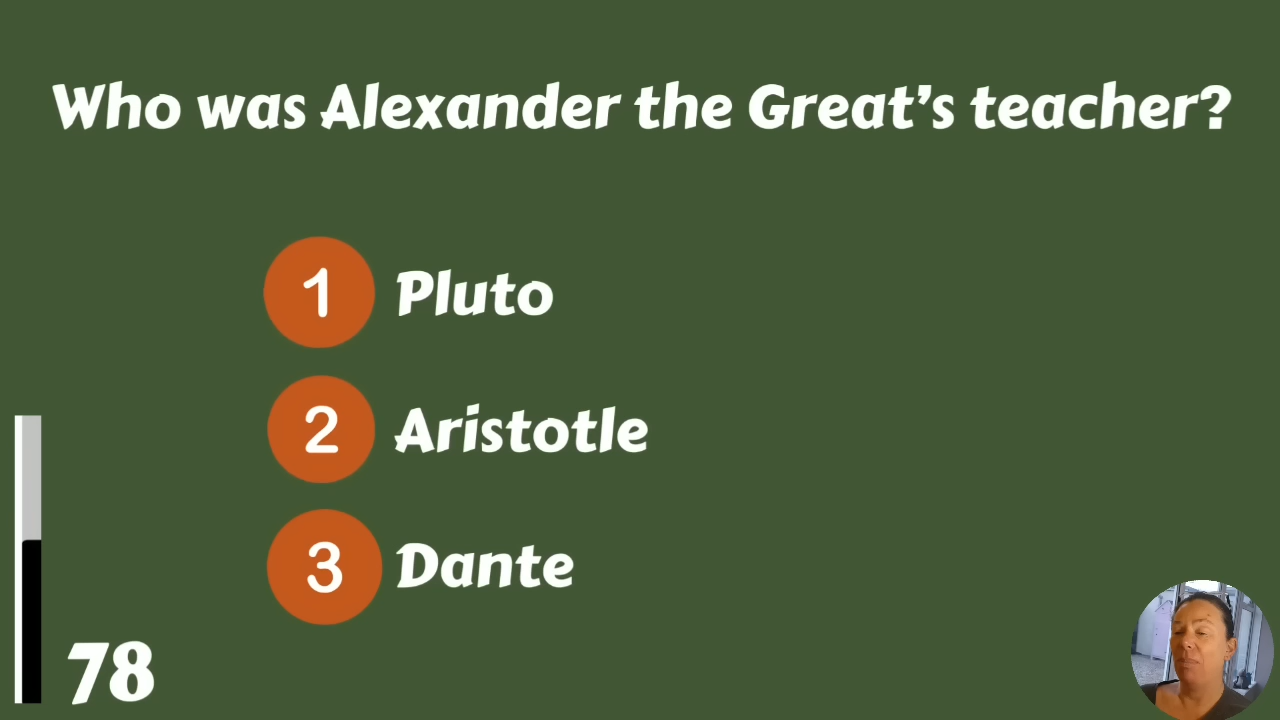 Who was Alexander the Great’s teacher?
1 Pluto
2 Aristotle
3 Dante
78